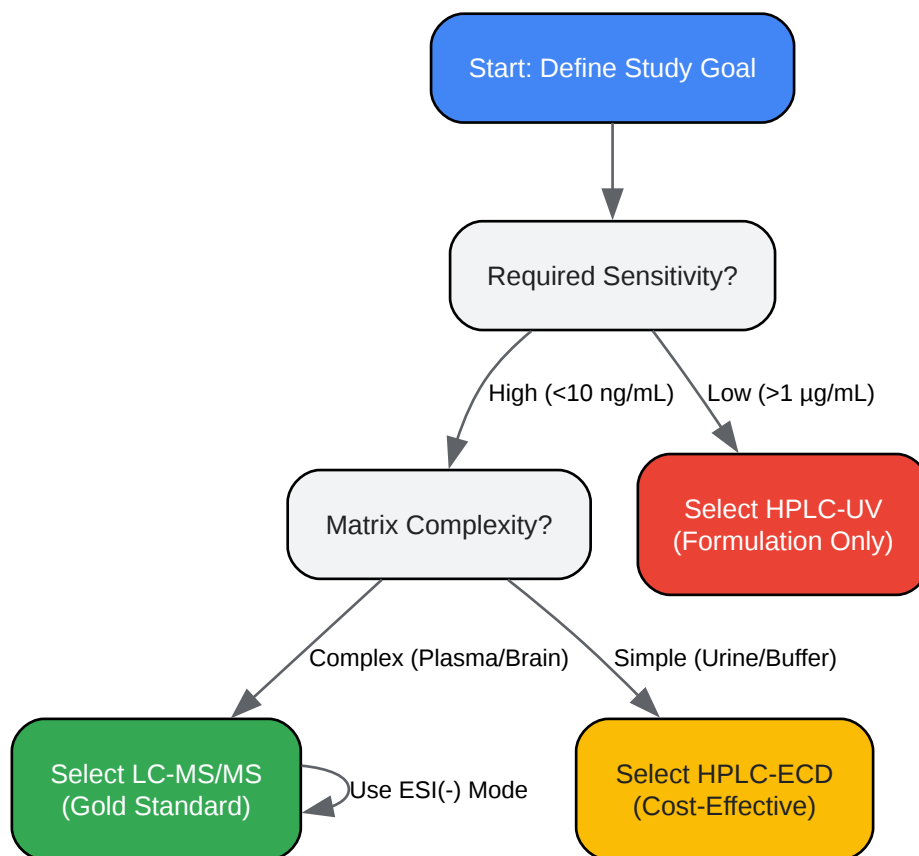 Start: Define Study Goal
Required Sensitivity?
High (<10 ng/mL)
Low (>1 µg/mL)
Matrix Complexity?
Select HPLC-UV
(Formulation Only)
Complex (Plasma/Brain)
Simple (Urine/Buffer)
Select LC-MS/MS
(Gold Standard)
Use ESI(-) Mode
Select HPLC-ECD
(Cost-Effective)